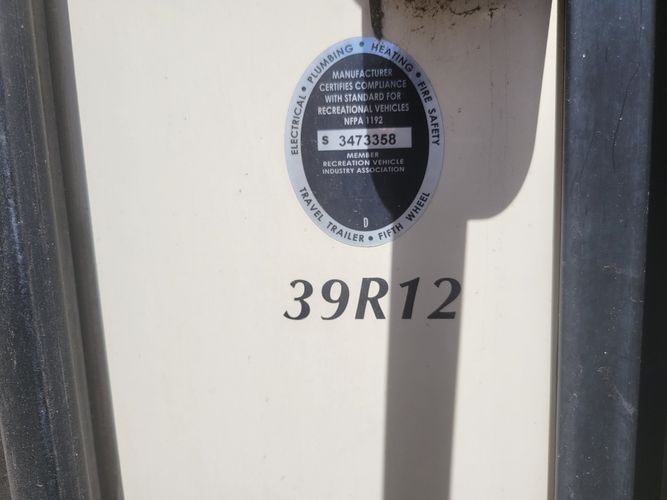 ELECTRICAL • PLUMBING • HEATING • FIRE SAFETY
MANUFACTURER
CERTIFIES COMPLIANCE
WITH STANDARD FOR
RECREATIONAL VEHICLES
NFPA 1192
S 3473358
MEMBER
RECREATION VEHICLE
INDUSTRY ASSOCIATION
D
TRAVEL TRAILER • FIFTH WHEEL
39R12